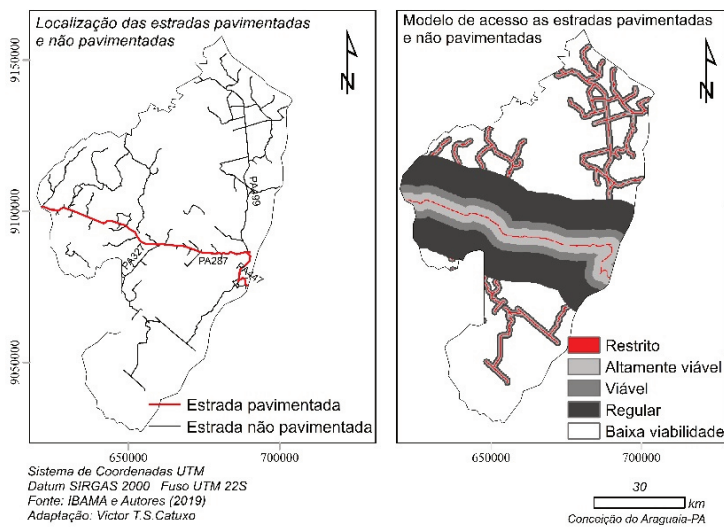 Localização das estradas pavimentadas
e não pavimentadas
N
9150000
9100000
9050000
PA287
PA447
Estrada pavimentada
Estrada não pavimentada
650000
700000
Modelo de acesso as estradas pavimentadas
e não pavimentadas
N
Restrito
Altamente viável
Viável
Regular
Baixa viabilidade
650000
700000
Sistema de Coordenadas UTM
Datum SIRGAS 2000 Fuso UTM 22S
Fonte: IBAMA e Autores (2019)
Adaptação: Victor T.S.Catuxo
30
km
Conceição do Araguaia-PA